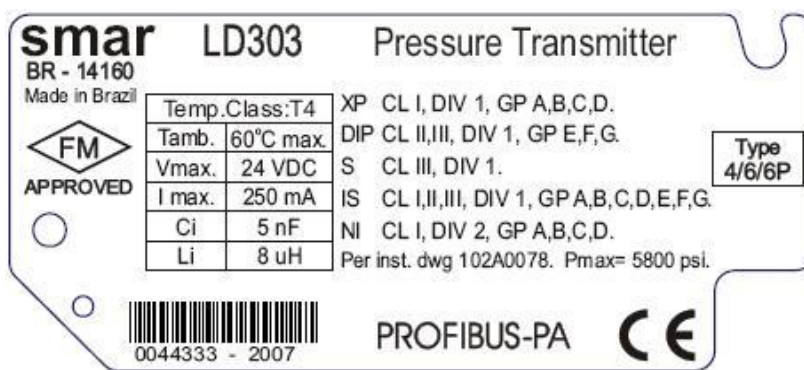 smar LD303 Pressure Transmitter
BR - 14160
Made in Brazil
FM
APPROVED
Temp.Class:T4
Tamb. 60°C max.
Vmax. 24 VDC
I max. 250 mA
Ci 5 nF
Li 8 uH
XP CL I, DIV 1, GP A,B,C,D.
DIP CL II,III, DIV 1, GP E,F,G.
S CL III, DIV 1.
IS CL I,II,III, DIV 1, GP A,B,C,D,E,F,G.
NI CL I, DIV 2, GP A,B,C,D.
Per inst. dwg 102A0078. Pmax= 5800 psi.
Type
4/6/6P
0044333 - 2007
PROFIBUS-PA CE